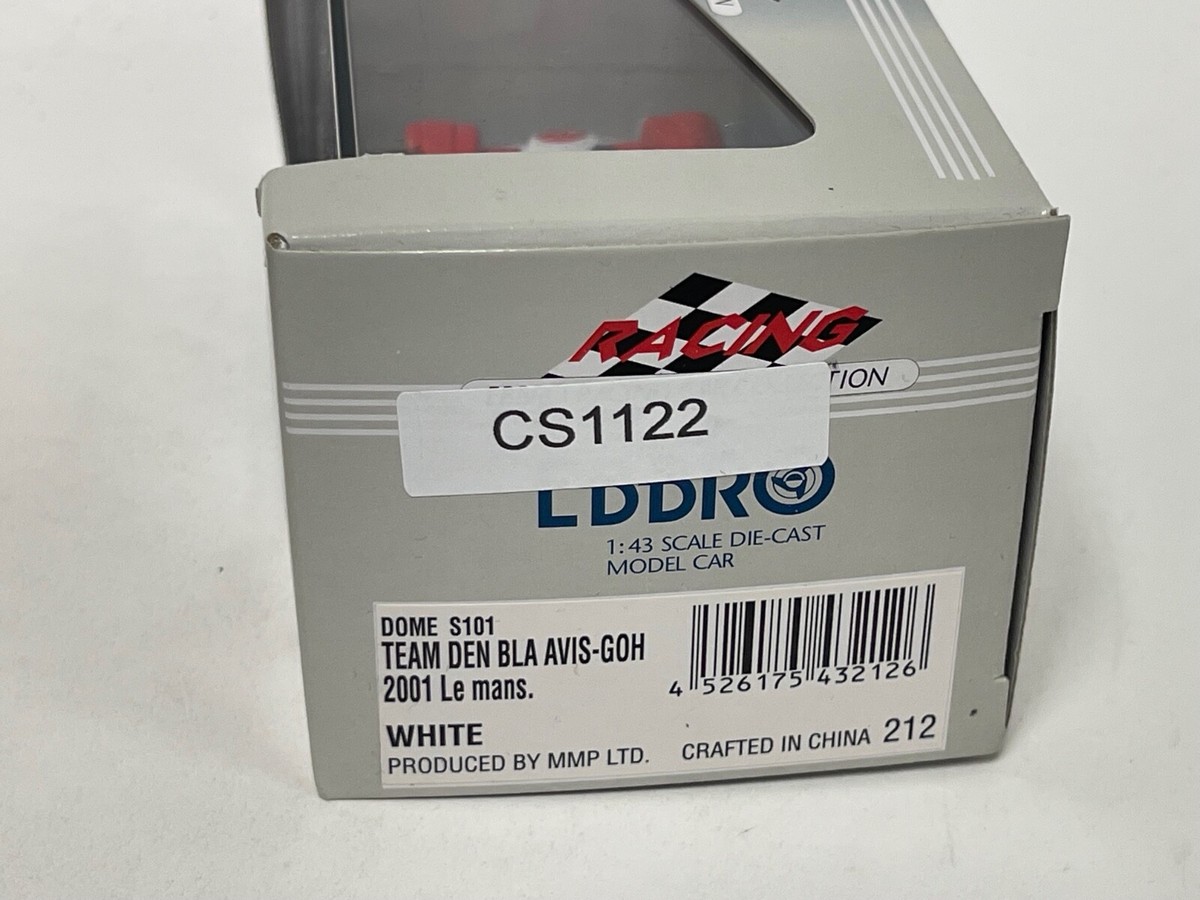 RACING
TION
CS1122
EBBRO
1:43 SCALE DIE-CAST
MODEL CAR
DOME S101
TEAM DEN BLA AVIS-GOH
2001 Le mans.
4 526175 432126
WHITE
PRODUCED BY MMP LTD. CRAFTED IN CHINA 212